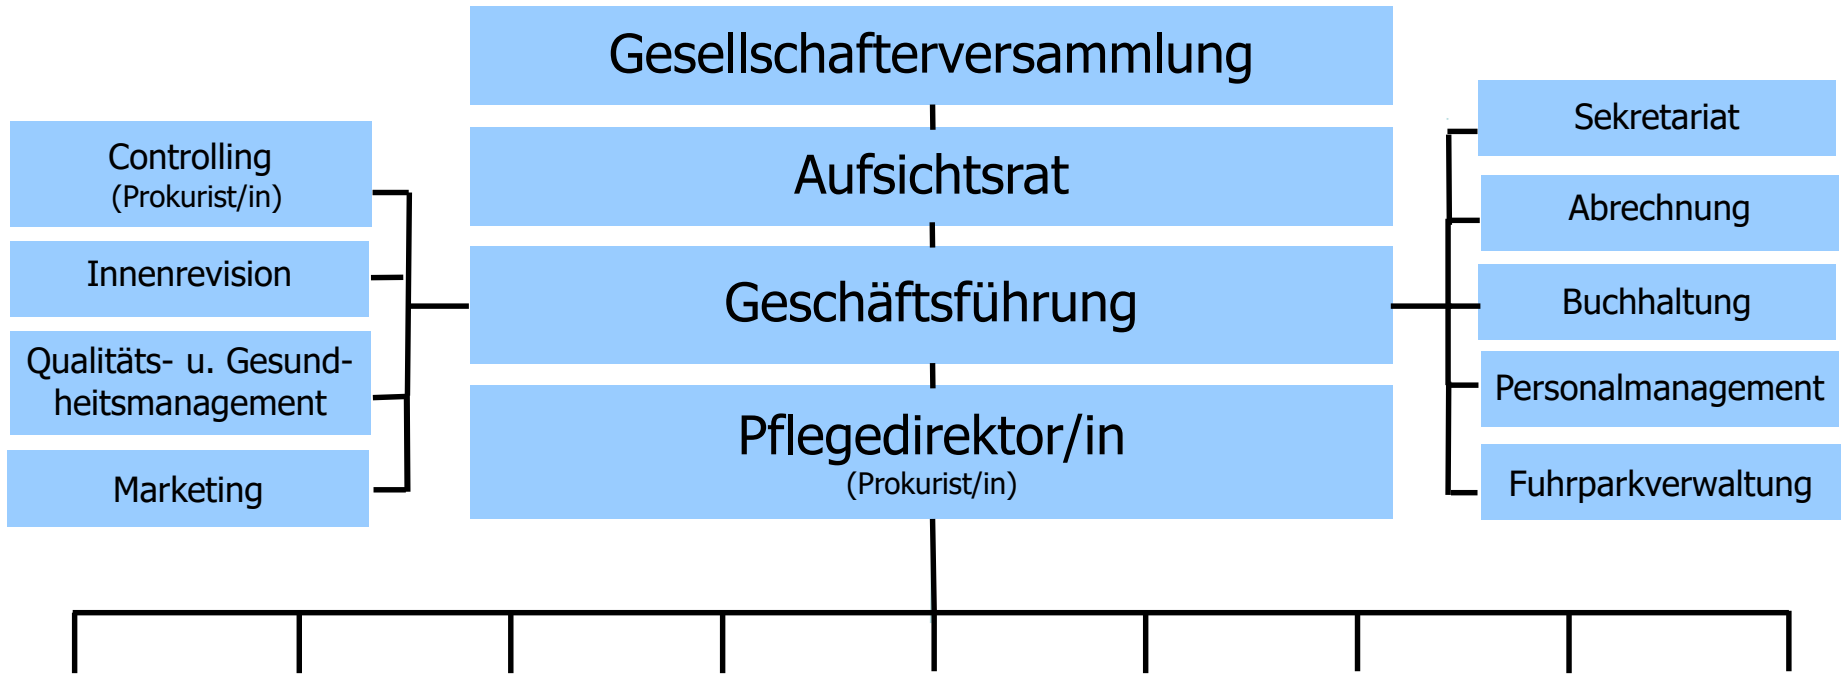 Gesellschafterversammlung
Aufsichtsrat
Geschäftsführung
Pflegedirektor/in
(Prokurist/in)
Controlling
(Prokurist/in)
Innenrevision
Qualitäts- u. Gesund-
heitsmanagement
Marketing
Sekretariat
Abrechnung
Buchhaltung
Personalmanagement
Fuhrparkverwaltung